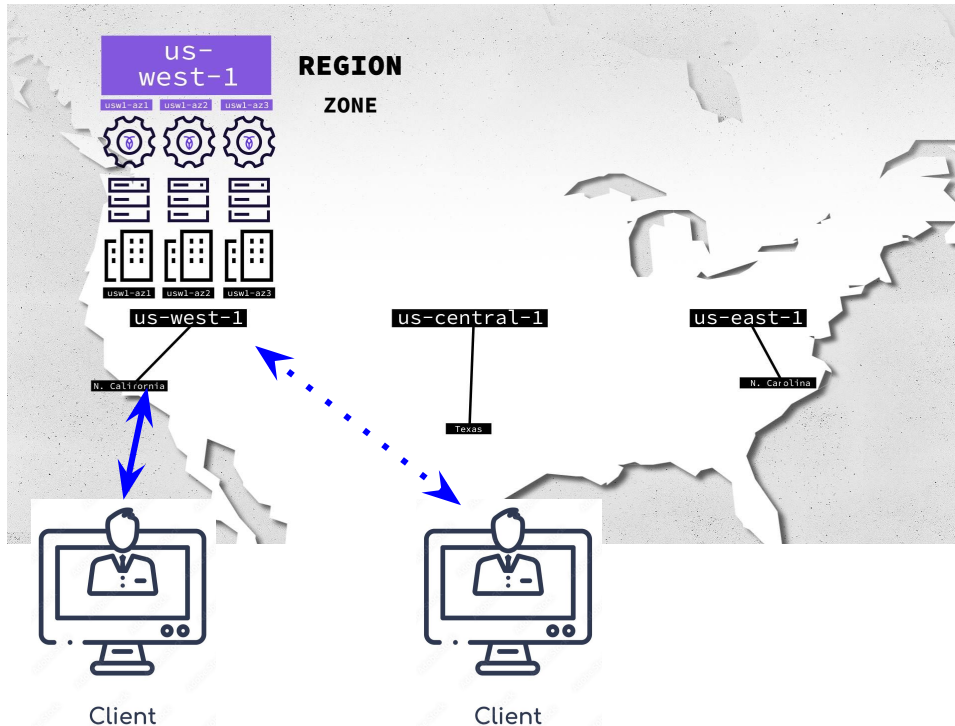 us-
west-1
REGION
ZONE
usw1-az1 usw1-az2 usw1-az3
usw1-az1 usw1-az2 usw1-az3
us-west-1
us-central-1
us-east-1
N. Calirornia
N. Carolina
Texas
Client
Client